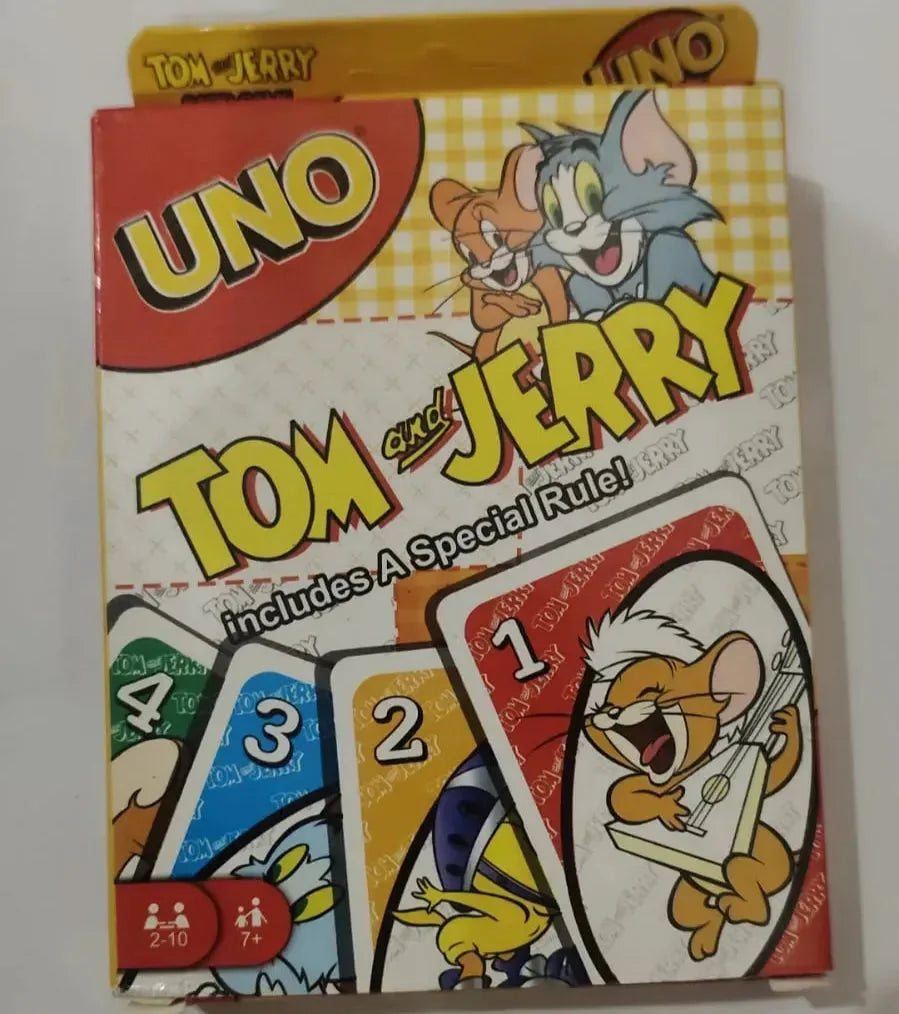 TOM and JERRY
UNO
UNO
TOM and JERRY
includes A Special Rule!
4
3
2
1
2-10
7+